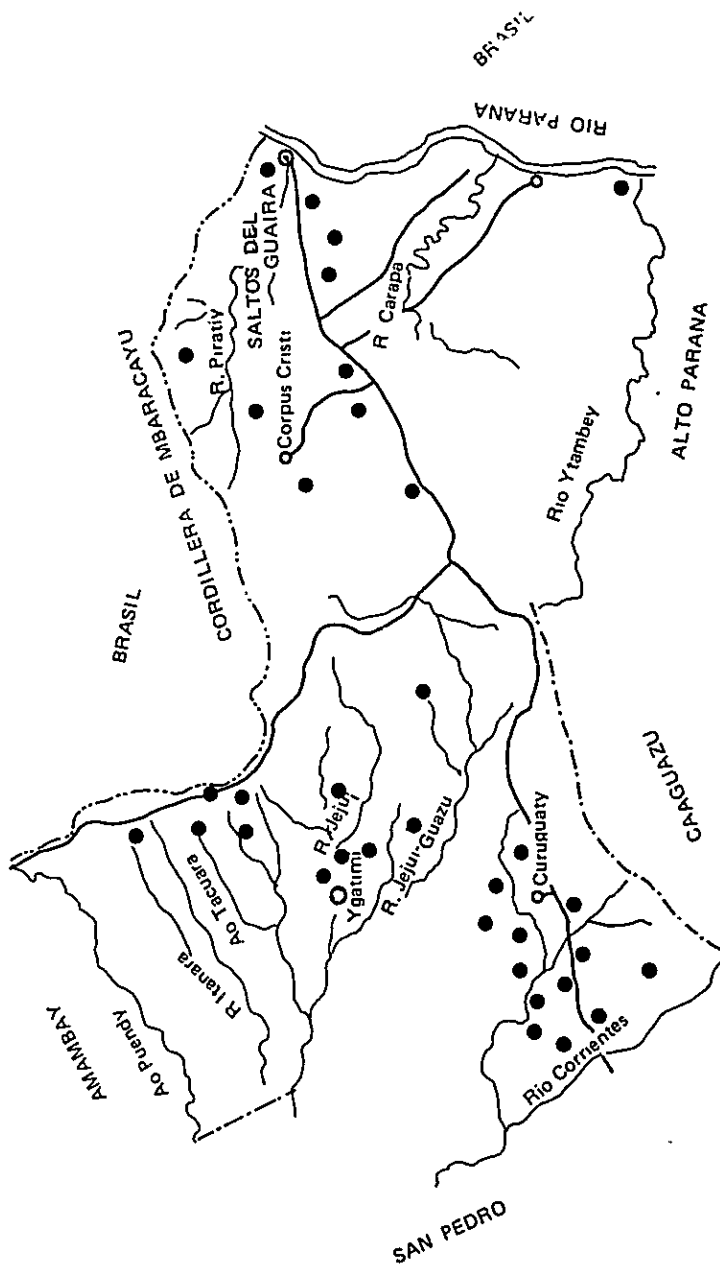 BRASIL
RIO PARANA
SALTOS DEL
GUAIRA
R. Piratiy
CORDILLERA DE MBARACAYU
Corpus Cristi
R Carapa
ALTO PARANA
Rio Ytambey
BRASIL
CAAGUAZU
R. Jejui
Ygatimi
R. Jejui-Guazu
Curuguaty
Ao Tacuara
R Itanara
Ao Puendy
AMAMBAY
Rio Corrientes
SAN PEDRO